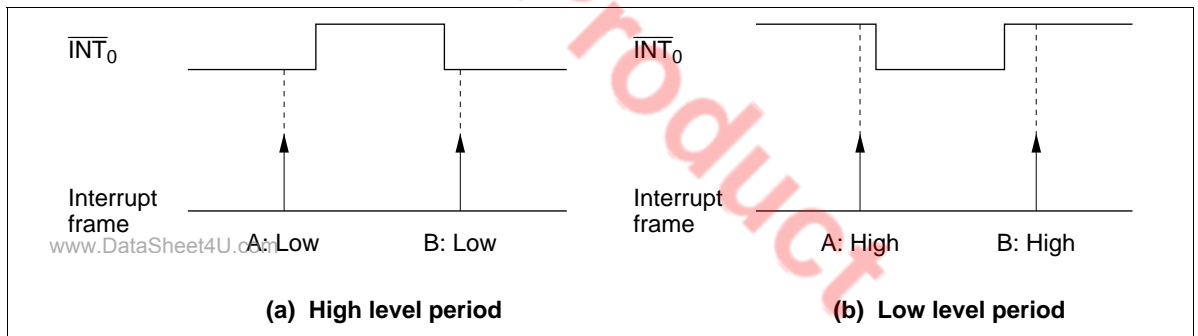 INT0 INT0
Product
Interrupt frame Interrupt frame
www.DataSheet4U.com
A: Low B: Low A: High B: High
(a) High level period (b) Low level period